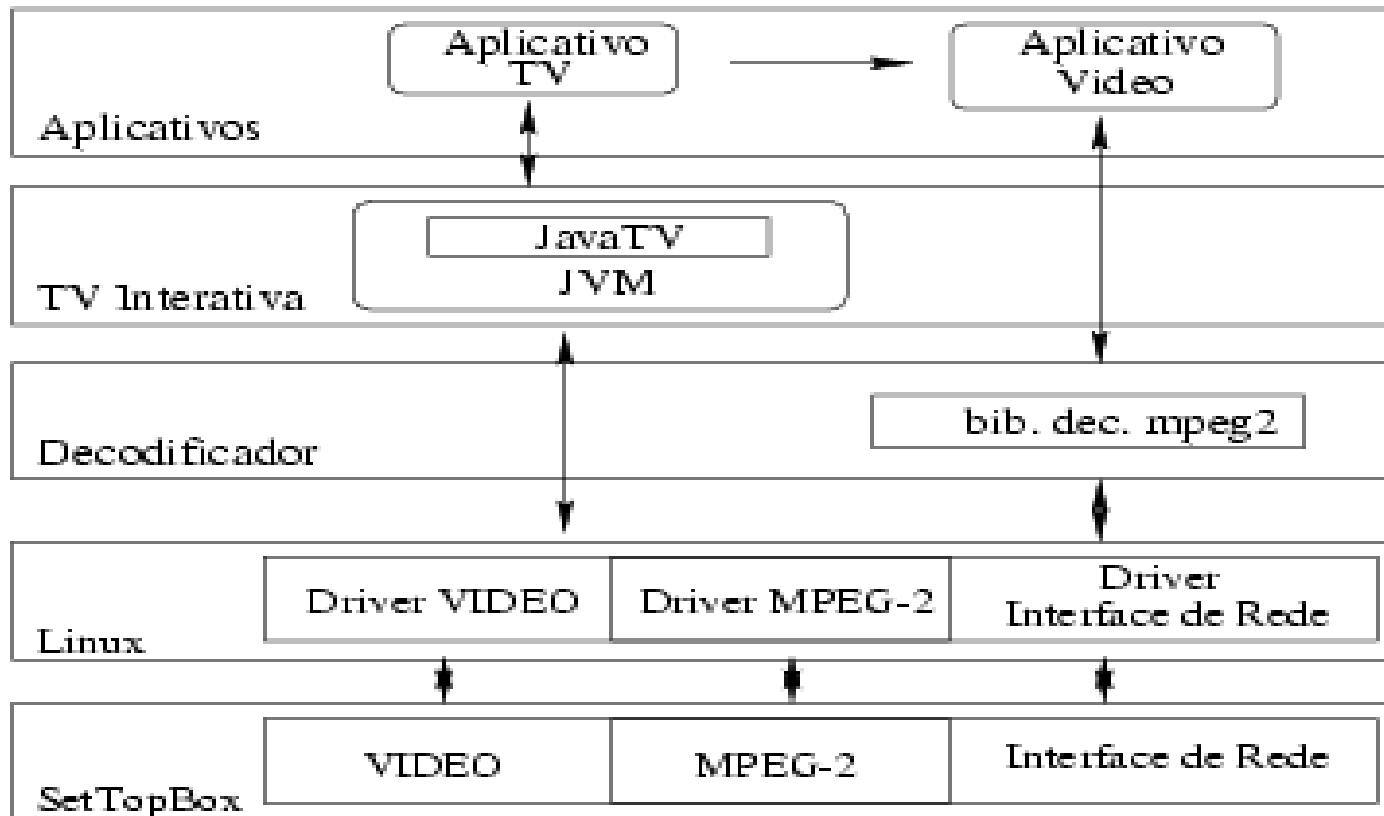 Aplicativo
TV
Aplicativo
Video
Aplicativos
JavaTV
JVM
TV Interativa
bib. dec. mpeg2
Decodificador
Driver VIDEO
Driver MPEG-2
Driver
Interface de Rede
Linux
VIDEO
MPEG-2
Interface de Rede
SetTopBox